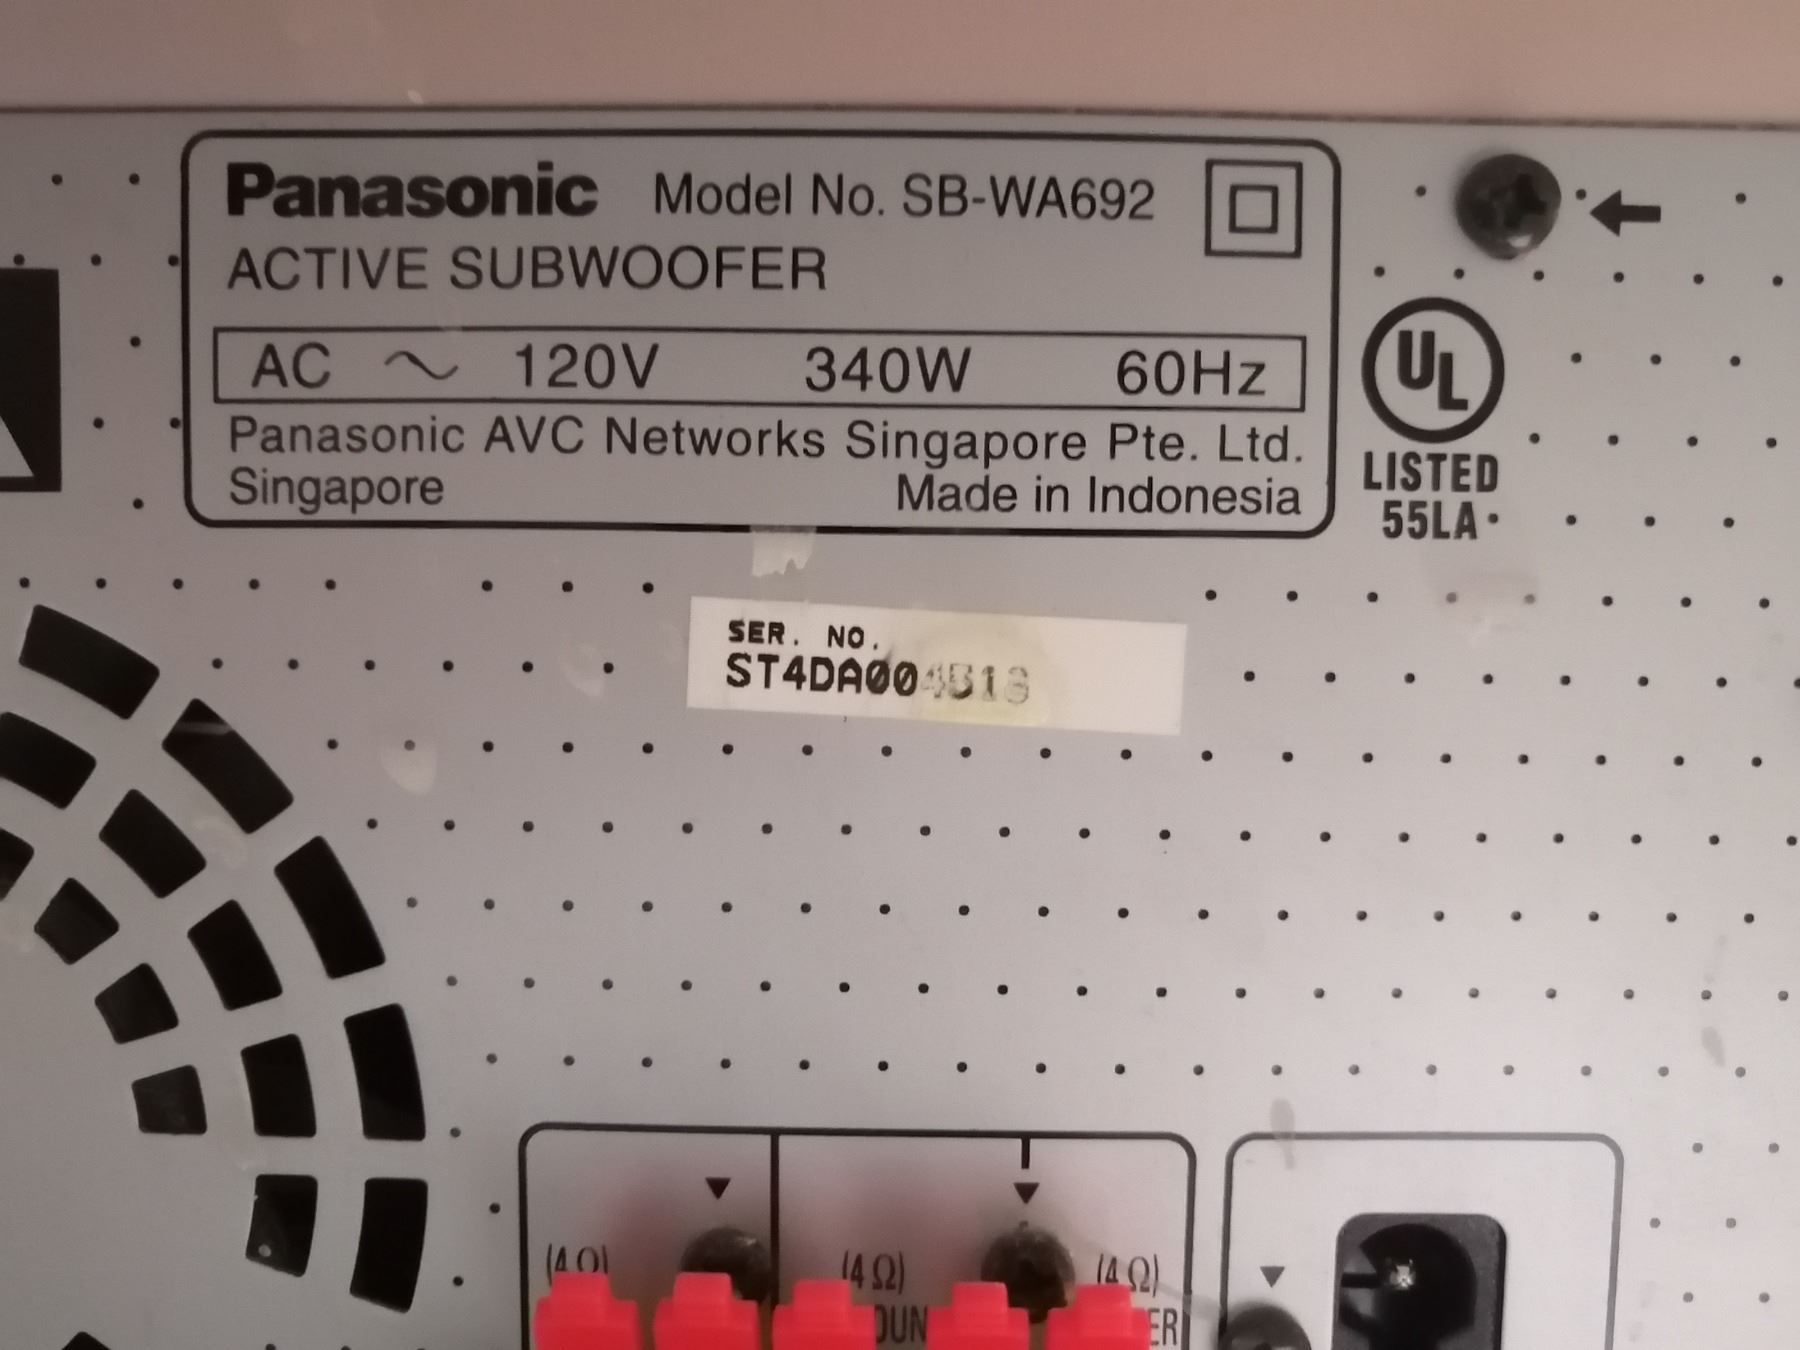 Panasonic Model No. SB-WA692
ACTIVE SUBWOOFER
AC ~ 120V 340W 60Hz
Panasonic AVC Networks Singapore Pte. Ltd.
Singapore Made in Indonesia
UL
LISTED
55LA
SER. NO.
(4Ω) (4Ω) (4Ω)